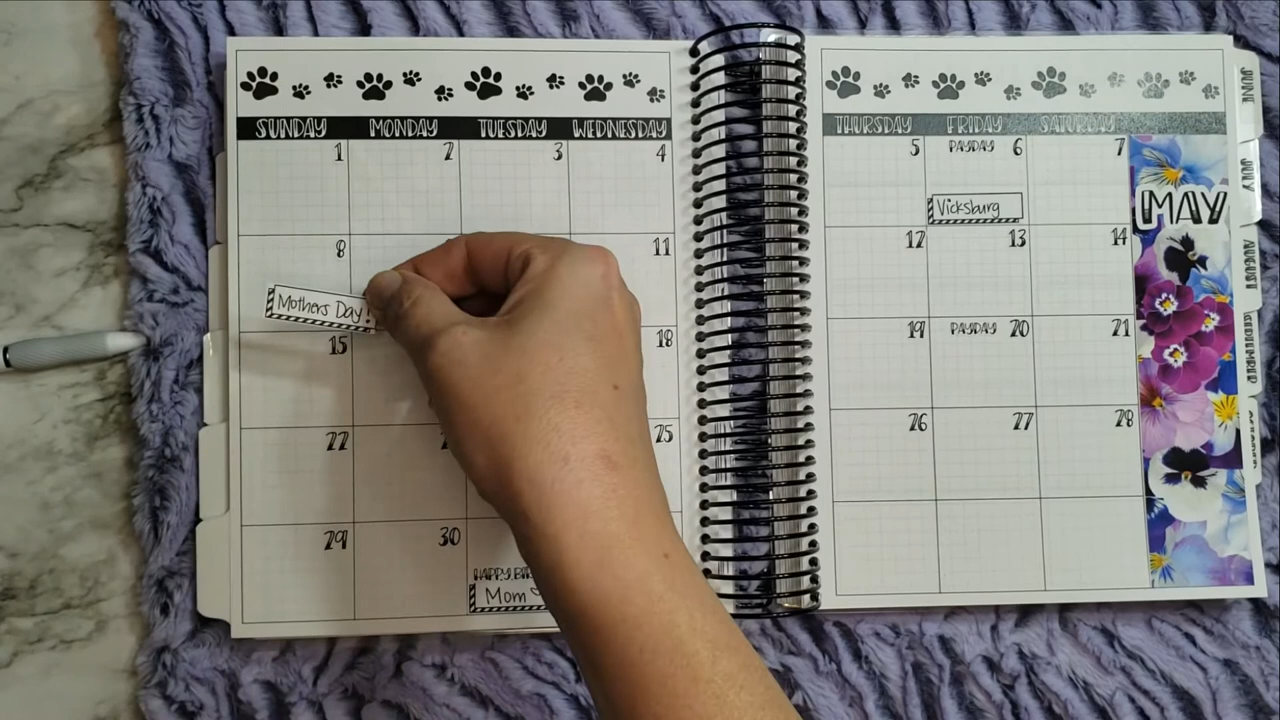 SUNDAY MONDAY TUESDAY WEDNESDAY THURSDAY FRIDAY SATURDAY
1 2 3 4 5 PAYDAY 6 7
Vicksburg
MAY
8 11 12 13 14
Mothers Day!
15 18 19 PAYDAY 20 21
22 25 26 27 28
29 30
HAPPY
Mom
JUNE
JULY
AUGUST